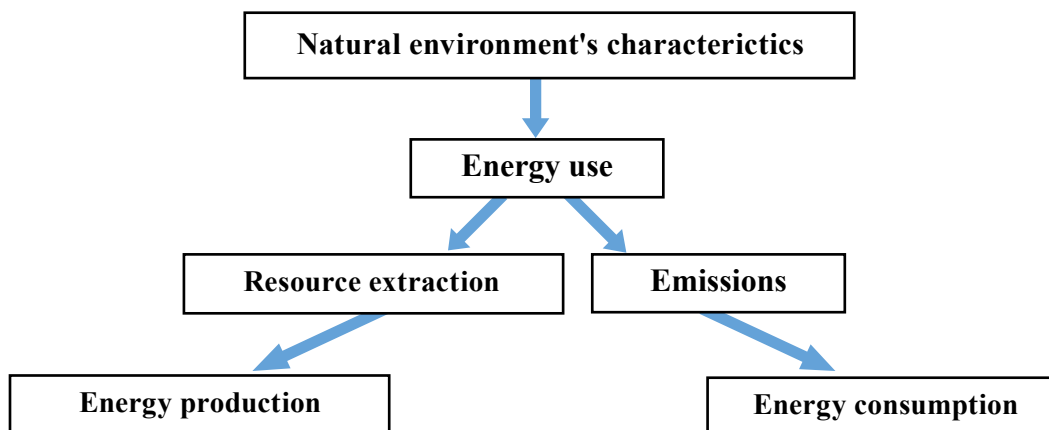 Natural environment's characterictics
Energy use
Resource extraction
Emissions
Energy production
Energy consumption